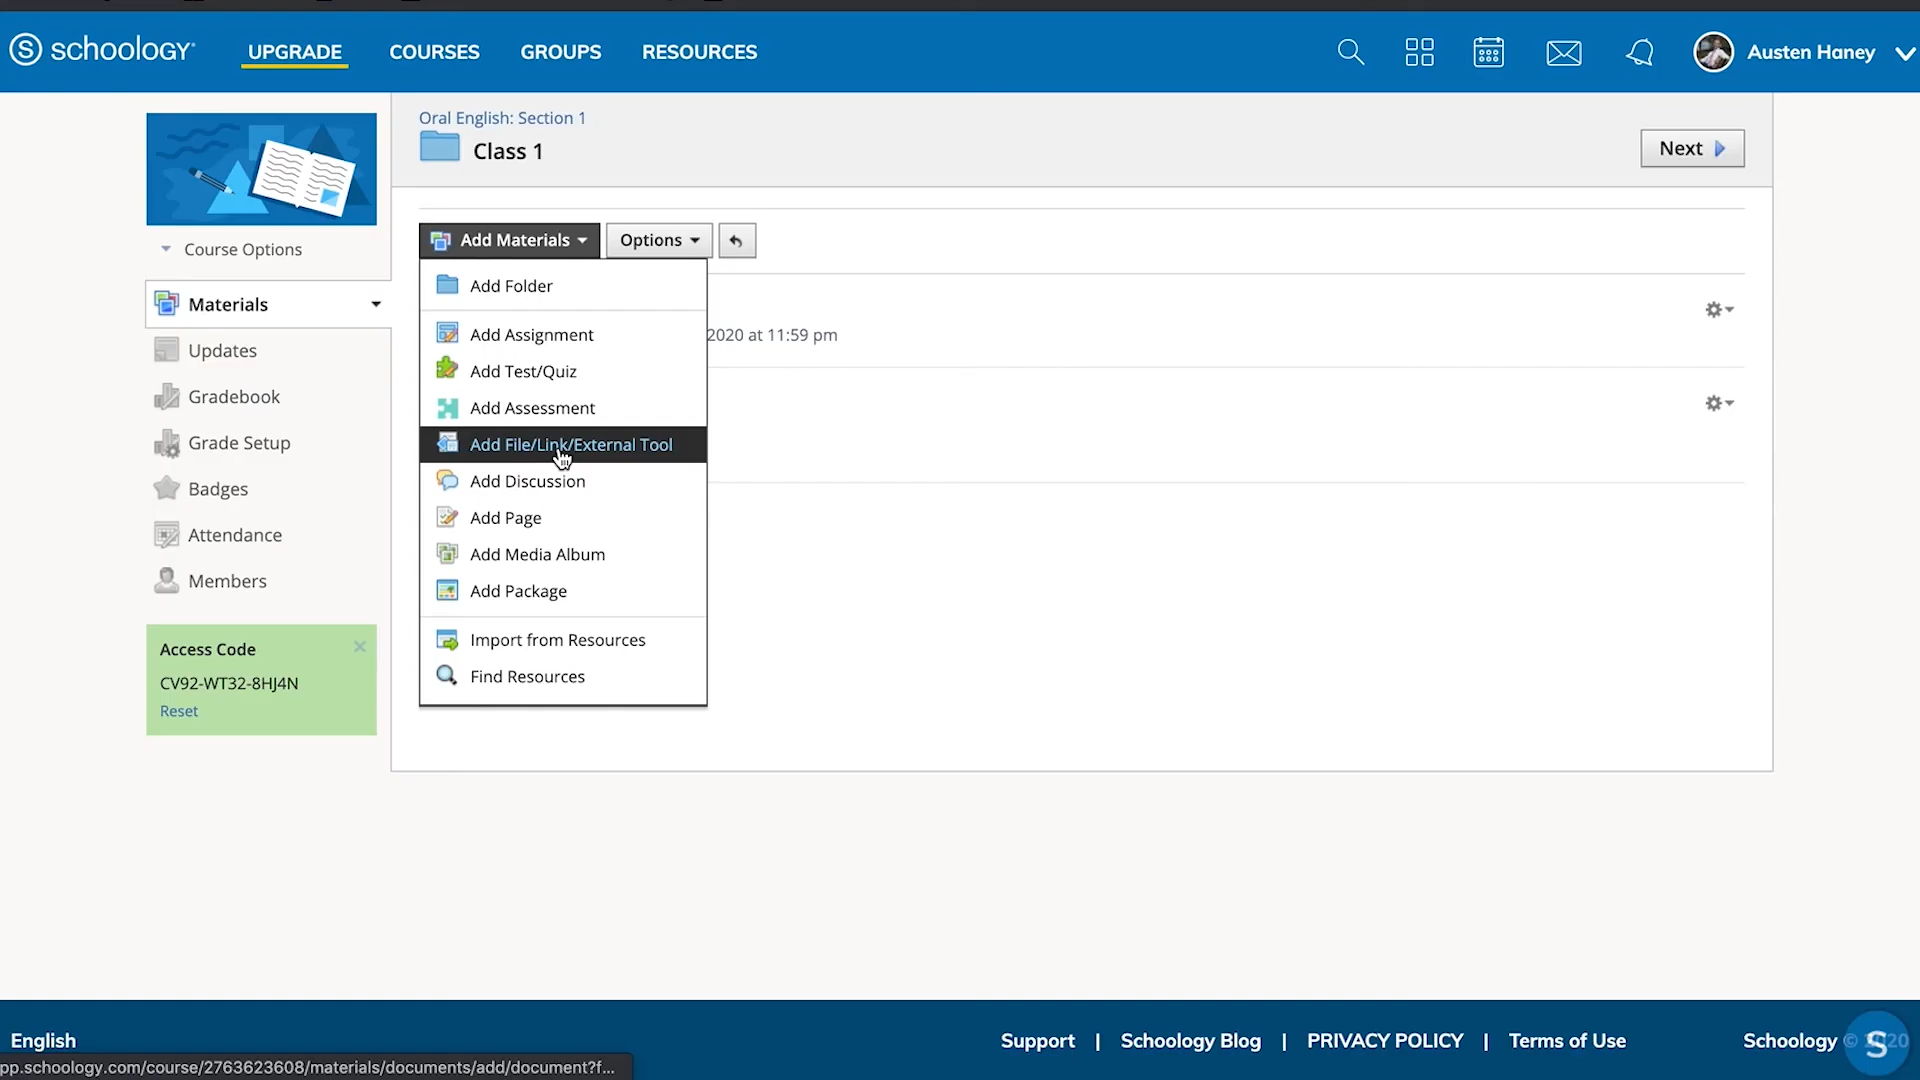 schoology
UPGRADE
COURSES
GROUPS
RESOURCES
Austen Haney
Oral English: Section 1
Class 1
Next
Course Options
Materials
Updates
Gradebook
Grade Setup
Badges
Attendance
Members
Access Code
CV92-WT32-8HJ4N
Reset
Add Materials
Options
Add Folder
Add Assignment
2020 at 11:59 pm
Add Test/Quiz
Add Assessment
Add File/Link/External Tool
Add Discussion
Add Page
Add Media Album
Add Package
Import from Resources
Find Resources
English
Support | Schoology Blog | PRIVACY POLICY | Terms of Use
Schoology © 2020
S
pp.schoology.com/course/2763623608/materials/documents/add/document?f...